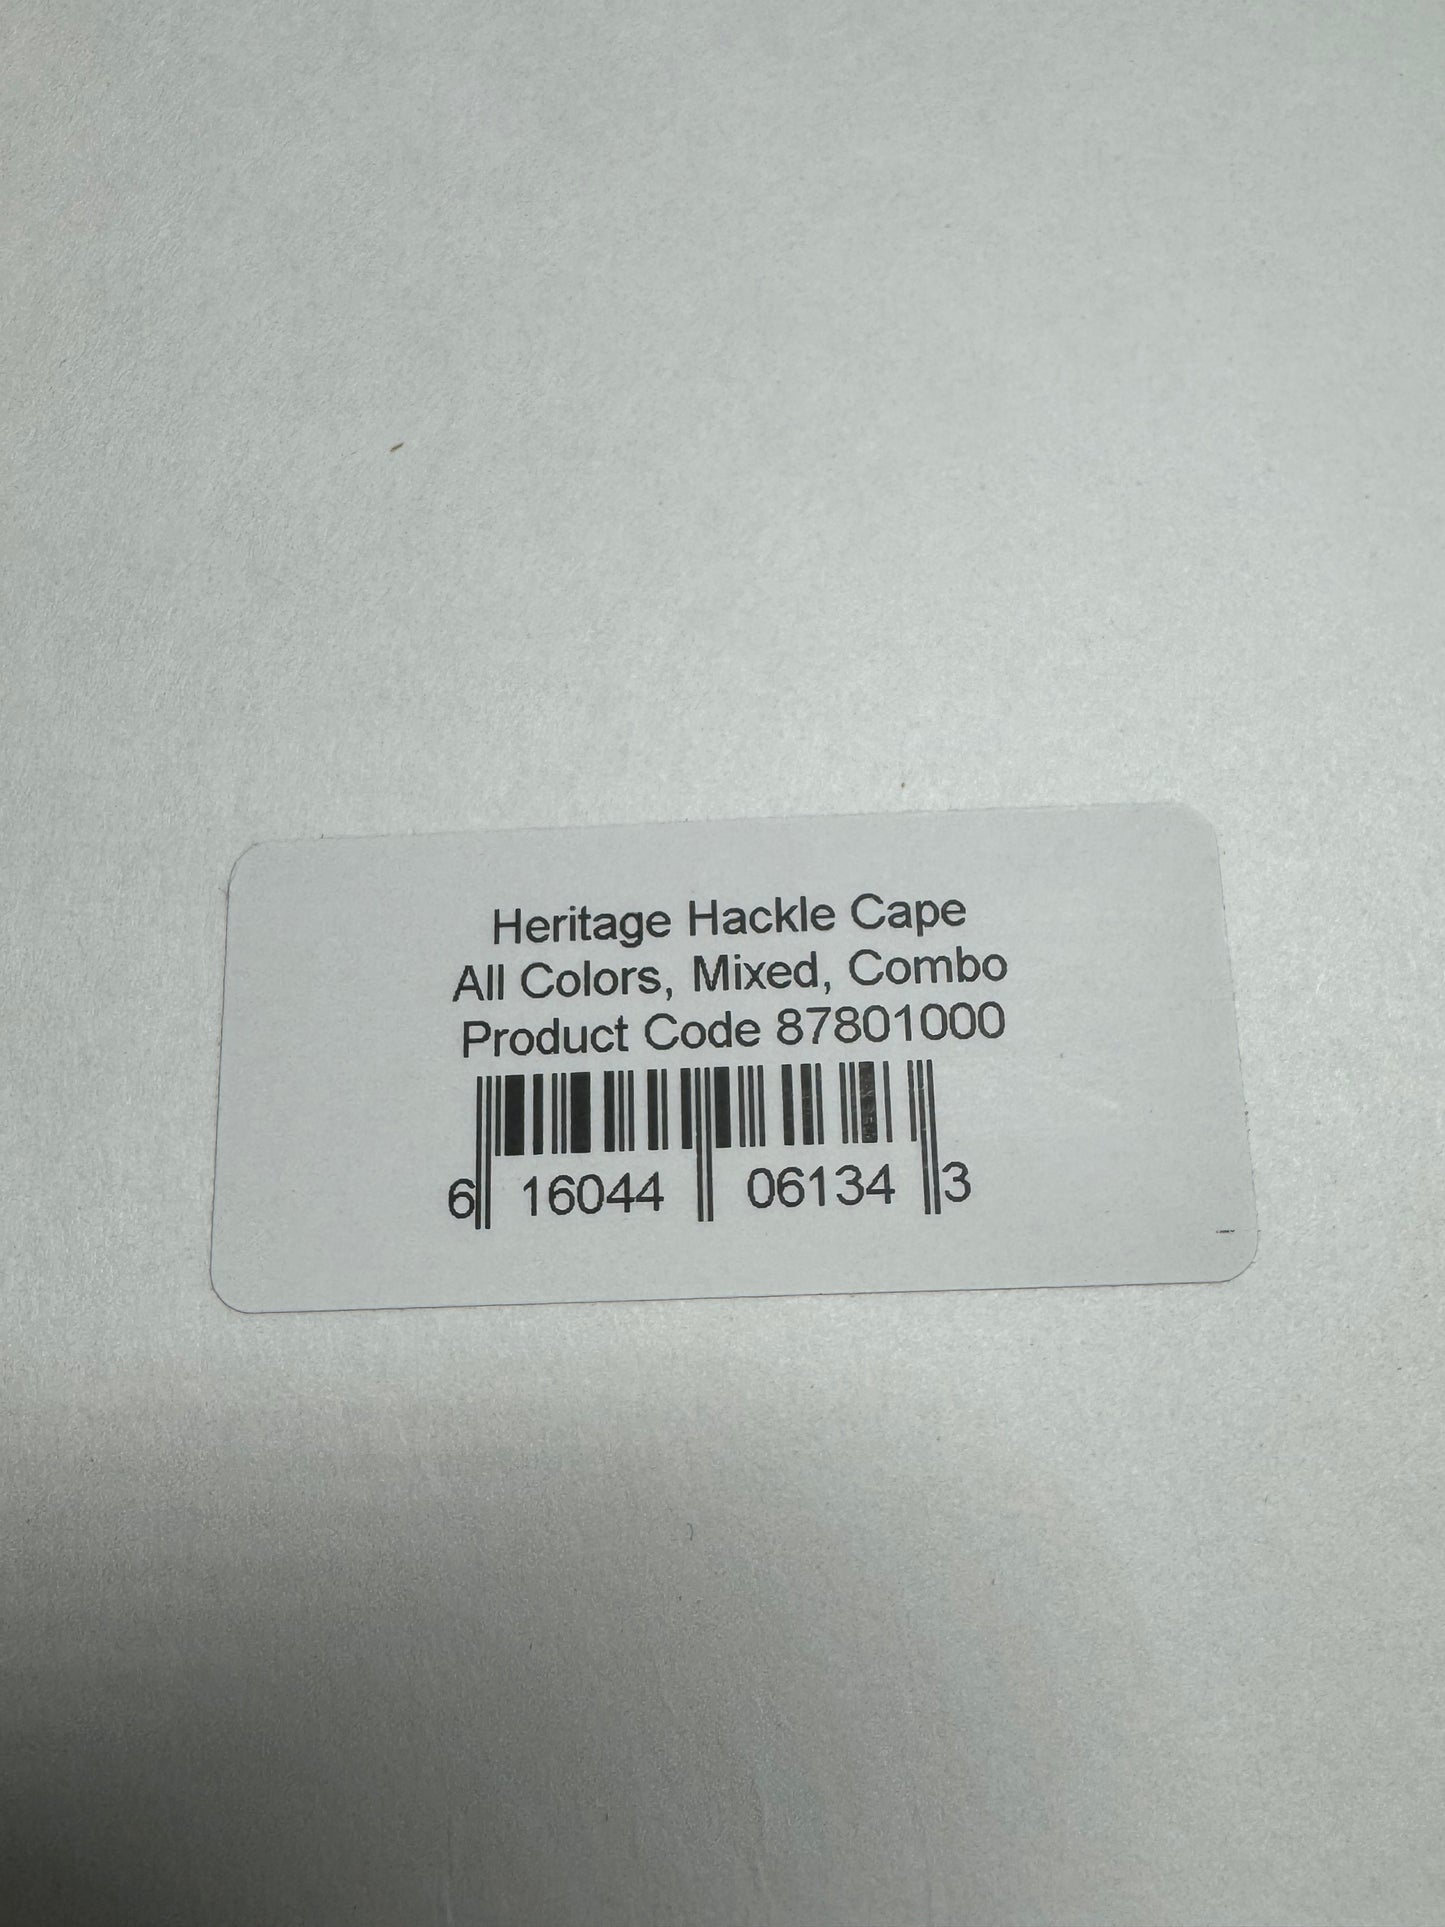 Heritage Hackle Cape
All Colors, Mixed, Combo
Product Code 87801000
6 16044 06134 3